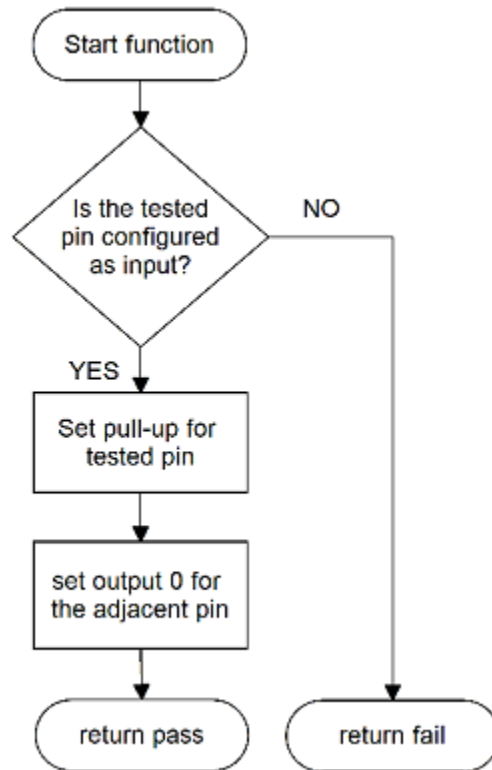 Start function
Is the tested
pin configured
as input?
NO
YES
Set pull-up for
tested pin
set output 0 for
the adjacent pin
return pass
return fail